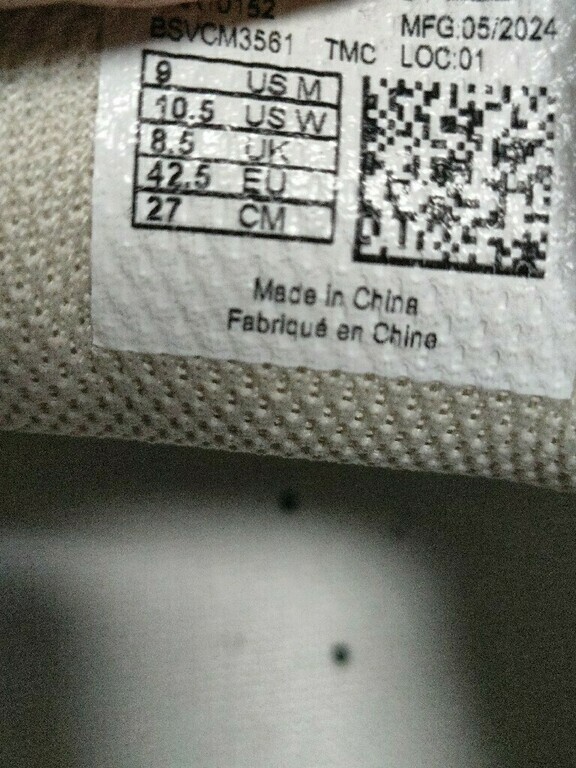 BSVCM3561 TMC
MFG:05/2024
LOC:01
9 US M
10.5 US W
8.5 UK
42.5 EU
27 CM
Made in China
Fabriqué en Chine